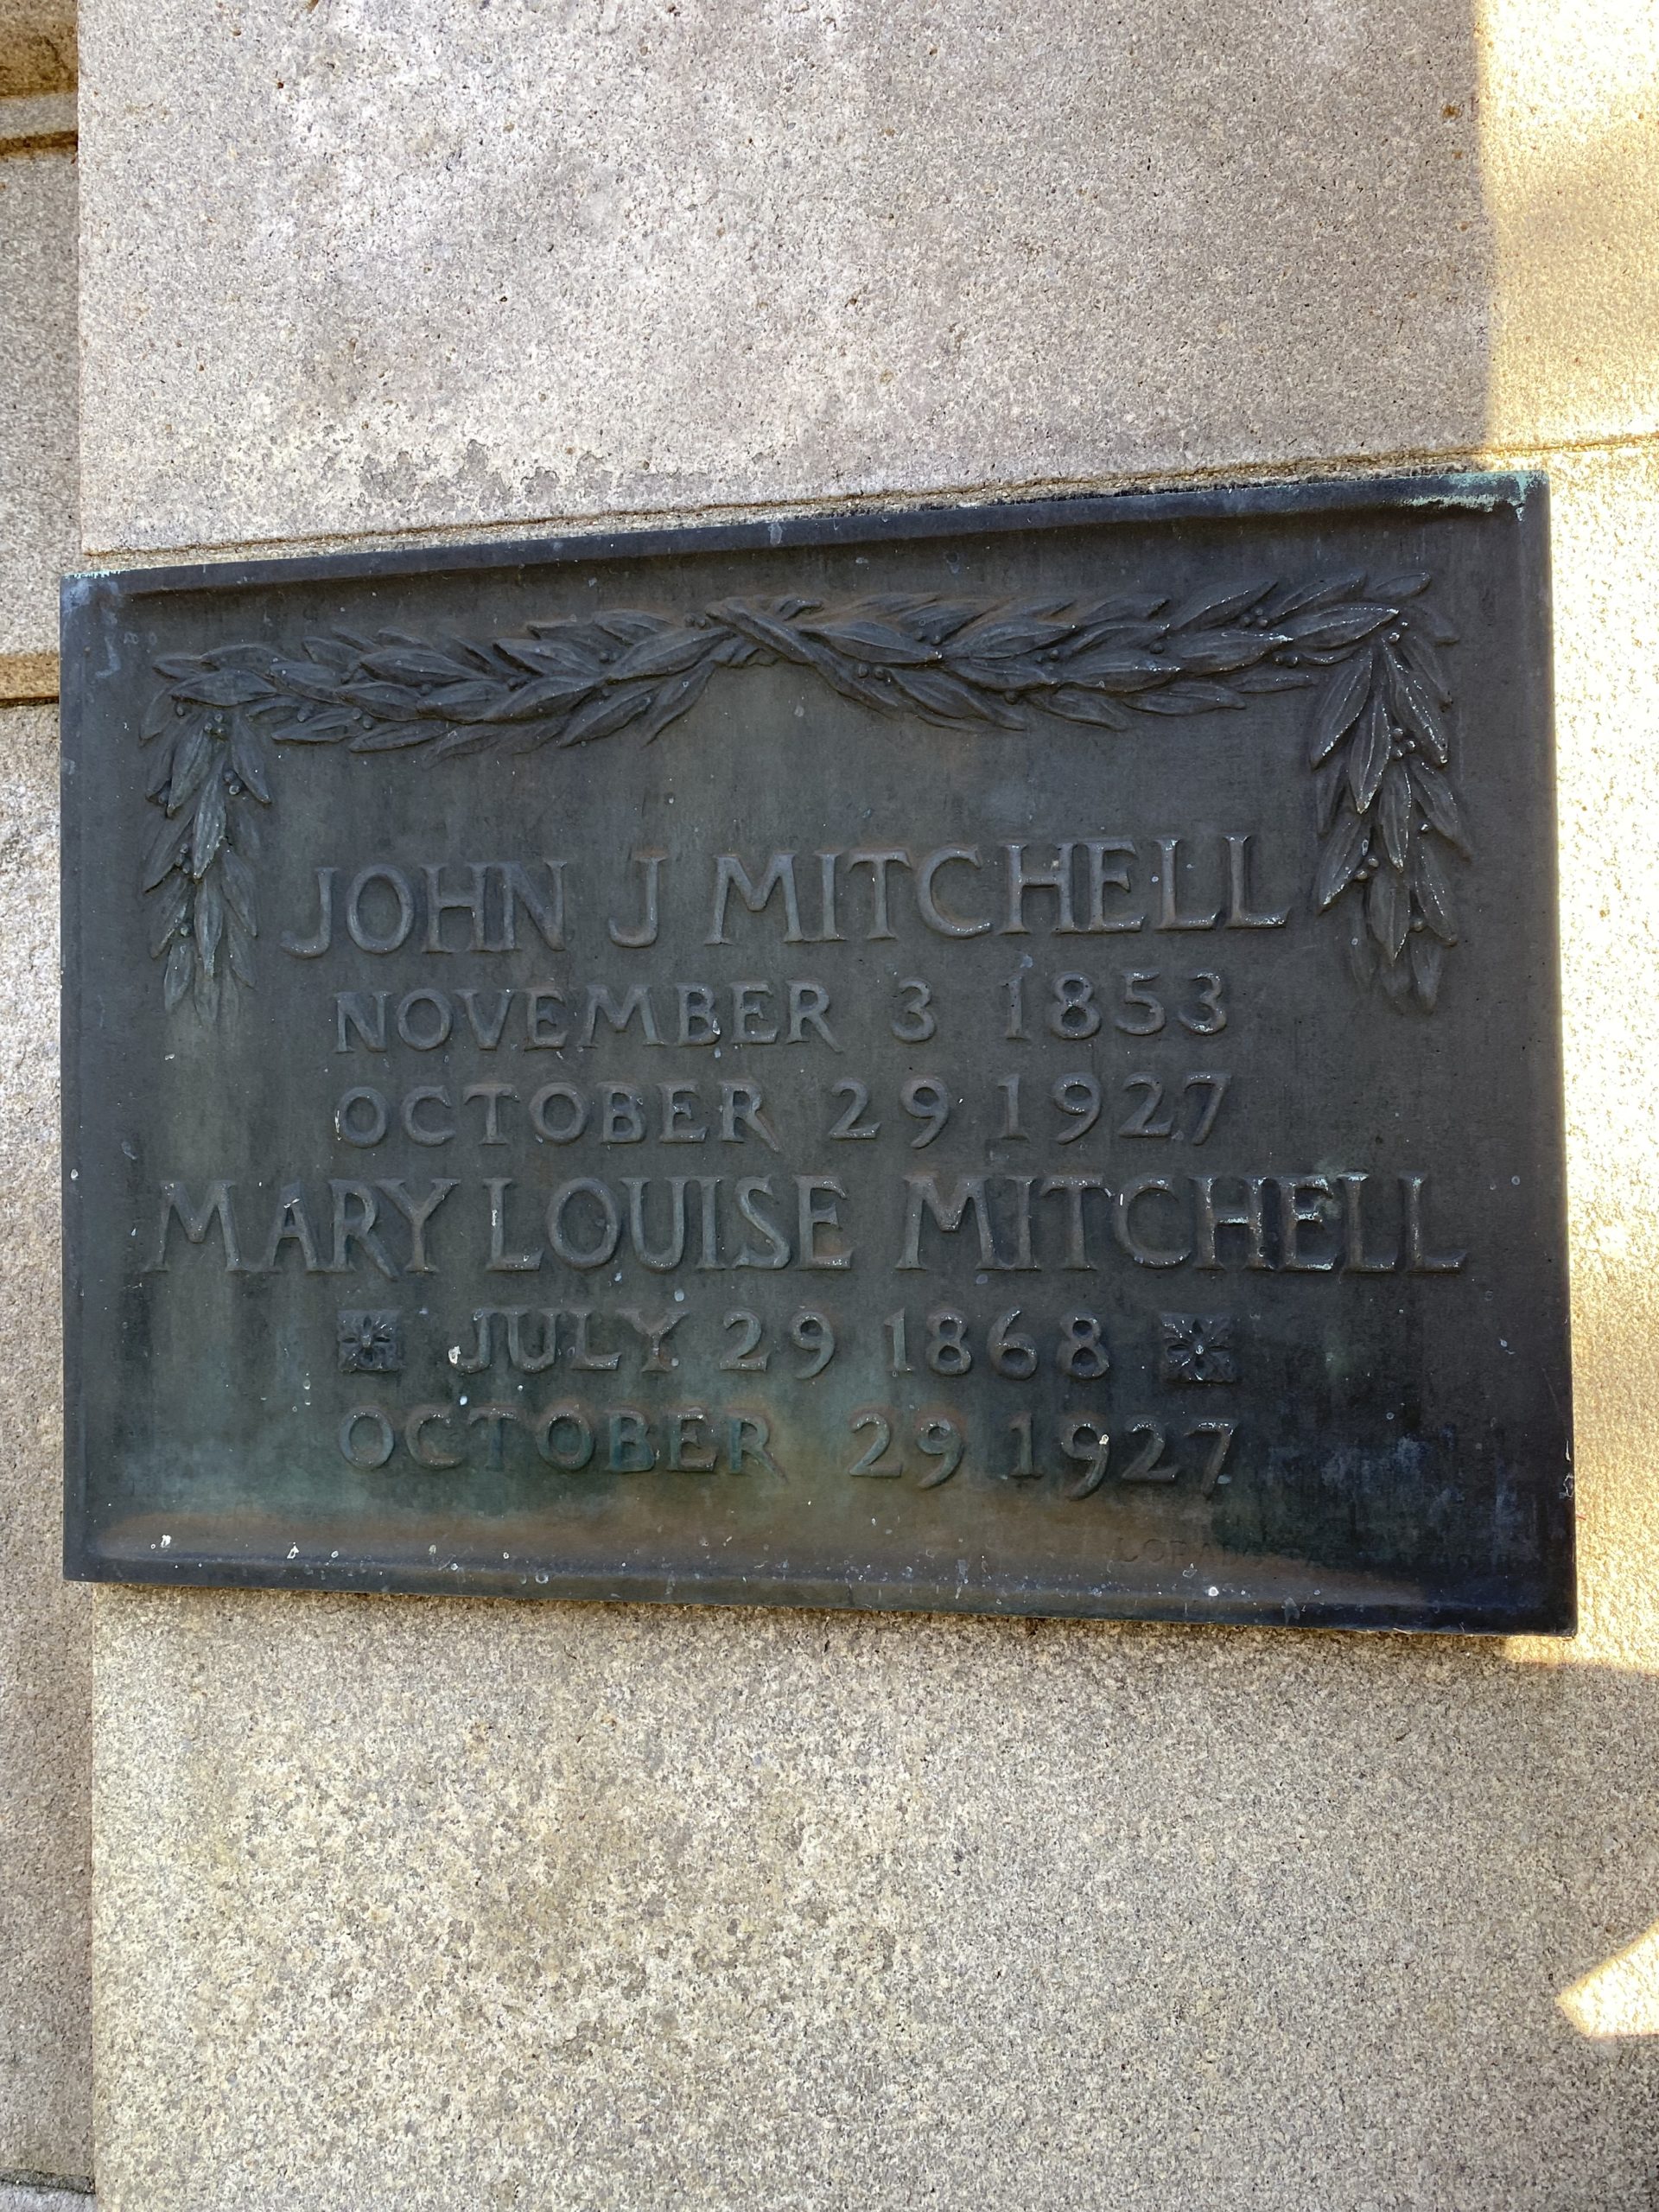 JOHN J MITCHELL
NOVEMBER 3 1853
OCTOBER 29 1927
MARY LOUISE MITCHELL
JULY 29 1868
OCTOBER 29 1927